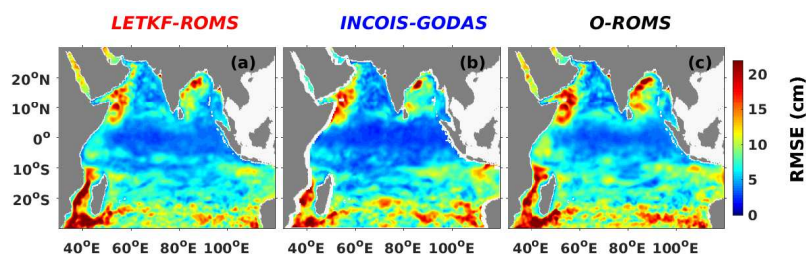 LETKF-ROMS INCOIS-GODAS O-ROMS
(a) (b) (c)
20°N
10°N
0°
10°S
20°S
40°E 60°E 80°E 100°E 40°E 60°E 80°E 100°E 40°E 60°E 80°E 100°E
20
15
10
5
0
RMSE (cm)